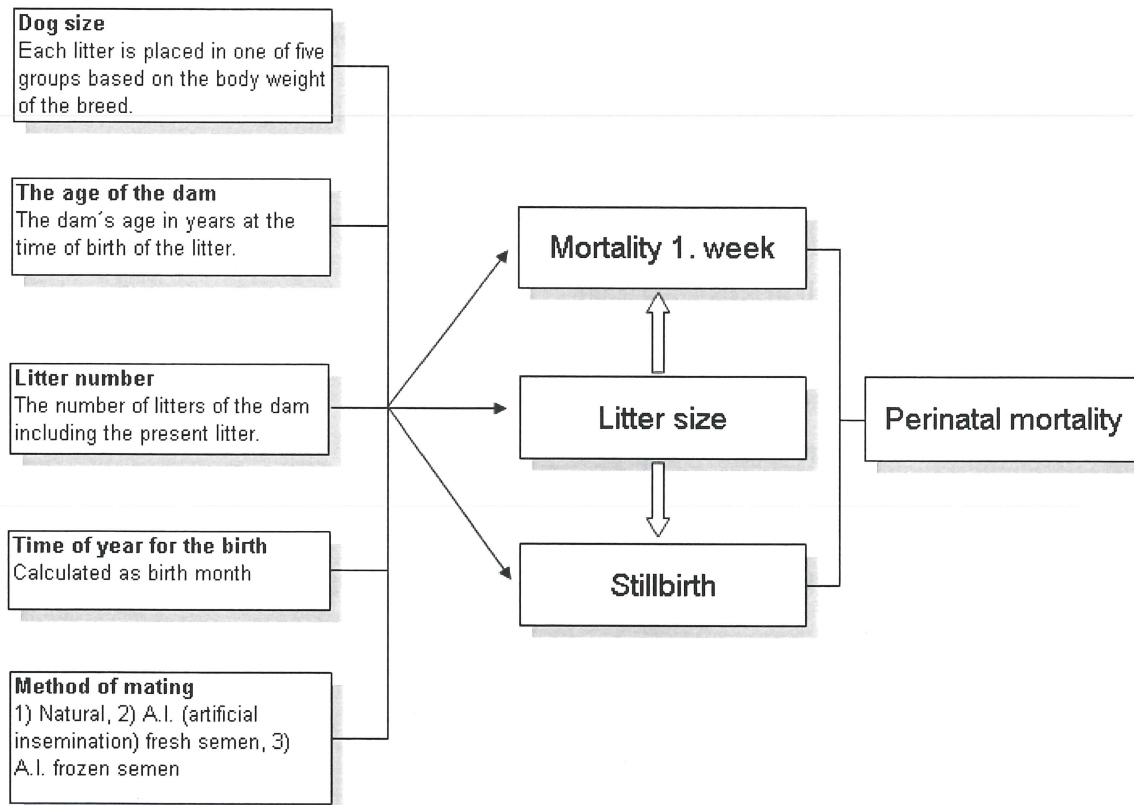 Dog size
Each litter is placed in one of five
groups based on the body weight
of the breed.
The age of the dam
The dam´s age in years at the
time of birth of the litter.
Litter number
The number of litters of the dam
including the present litter.
Time of year for the birth
Calculated as birth month
Method of mating
1) Natural, 2) A.I. (artificial
insemination) fresh semen, 3)
A.I. frozen semen
Mortality 1. week
Litter size
Stillbirth
Perinatal mortality